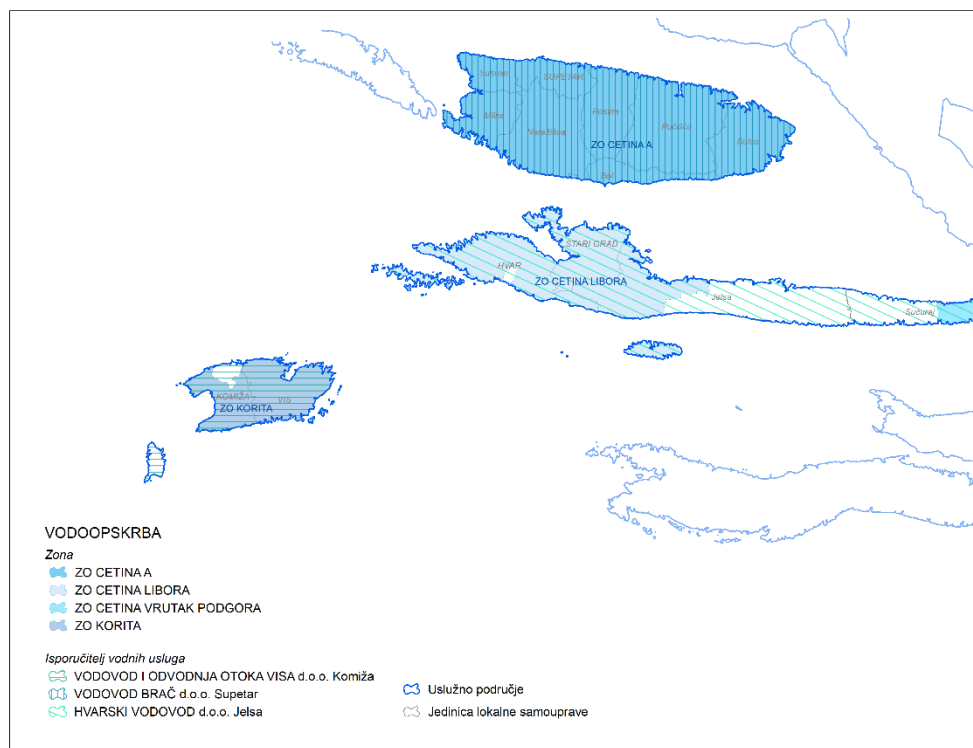 Sutivan
SUPETAR
Milna
Postira
Pučišća
Nerežišća
Selca
ZO CETINA A
Bol
STARI GRAD
HVAR
ZO CETINA LIBORA
Jelsa
Sućuraj
KOMIŽA
VIS
ZO KORITA
VODOOPSKRBA
Zona
ZO CETINA A
ZO CETINA LIBORA
ZO CETINA VRUTAK PODGORA
ZO KORITA
Isporučitelj vodnih usluga
VODOVOD I ODVODNJA OTOKA VISA d.o.o. Komiža
VODOVOD BRAČ d.o.o. Supetar
HVARSKI VODOVOD d.o.o. Jelsa
Uslužno područje
Jedinica lokalne samouprave